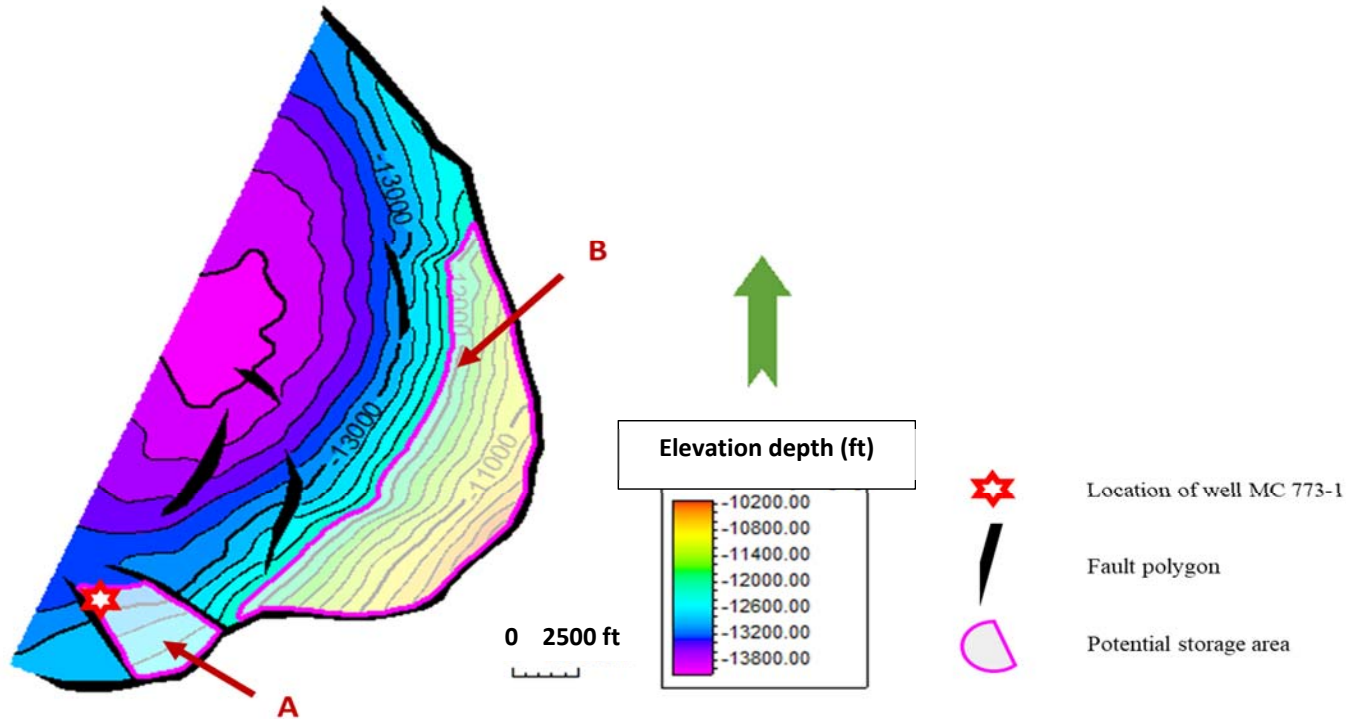 -13000
B
-12000
-13000
-11000
A
0 2500 ft
Elevation depth (ft)
-10200.00
-10800.00
-11400.00
-12000.00
-12600.00
-13200.00
-13800.00
Location of well MC 773-1
Fault polygon
Potential storage area